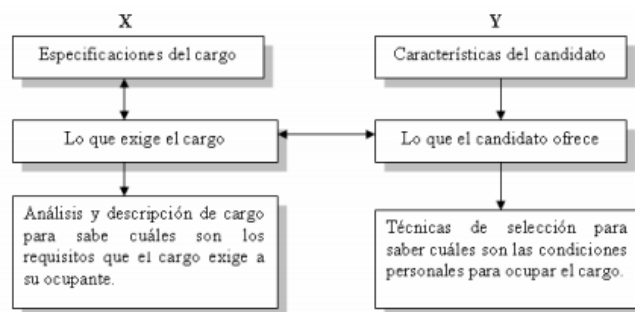 X
Y
Especificaciones del cargo
Características del candidato
Lo que exige el cargo
Lo que el candidato ofrece
Análisis y descripción de cargo
para sabe cuáles son los
requisitos que el cargo exige a
su ocupante.
Técnicas de selección para
saber cuáles son las condiciones
personales para ocupar el cargo.